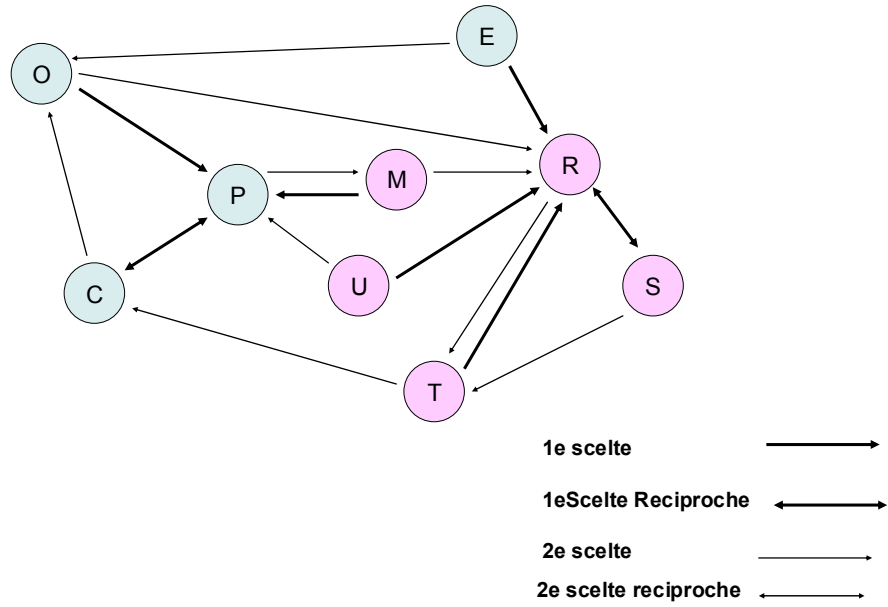 E
O
R
M
P
U
S
C
T
1e scelte
1eScelte Reciproche
2e scelte
2e scelte reciproche